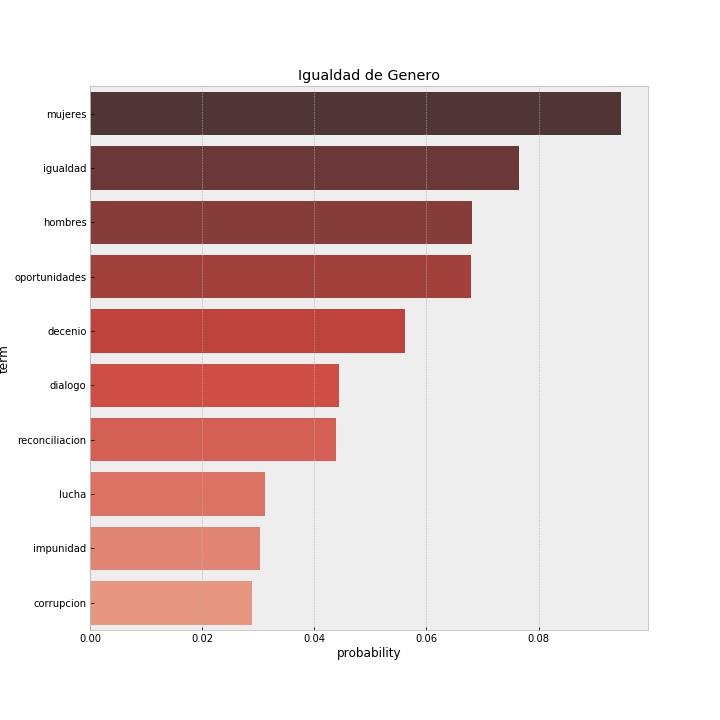 Igualdad de Genero
mujeres
igualdad
hombres
oportunidades
decenio
dialogo
reconciliacion
lucha
impunidad
corrupcion
term
0.00 0.02 0.04 0.06 0.08
probability